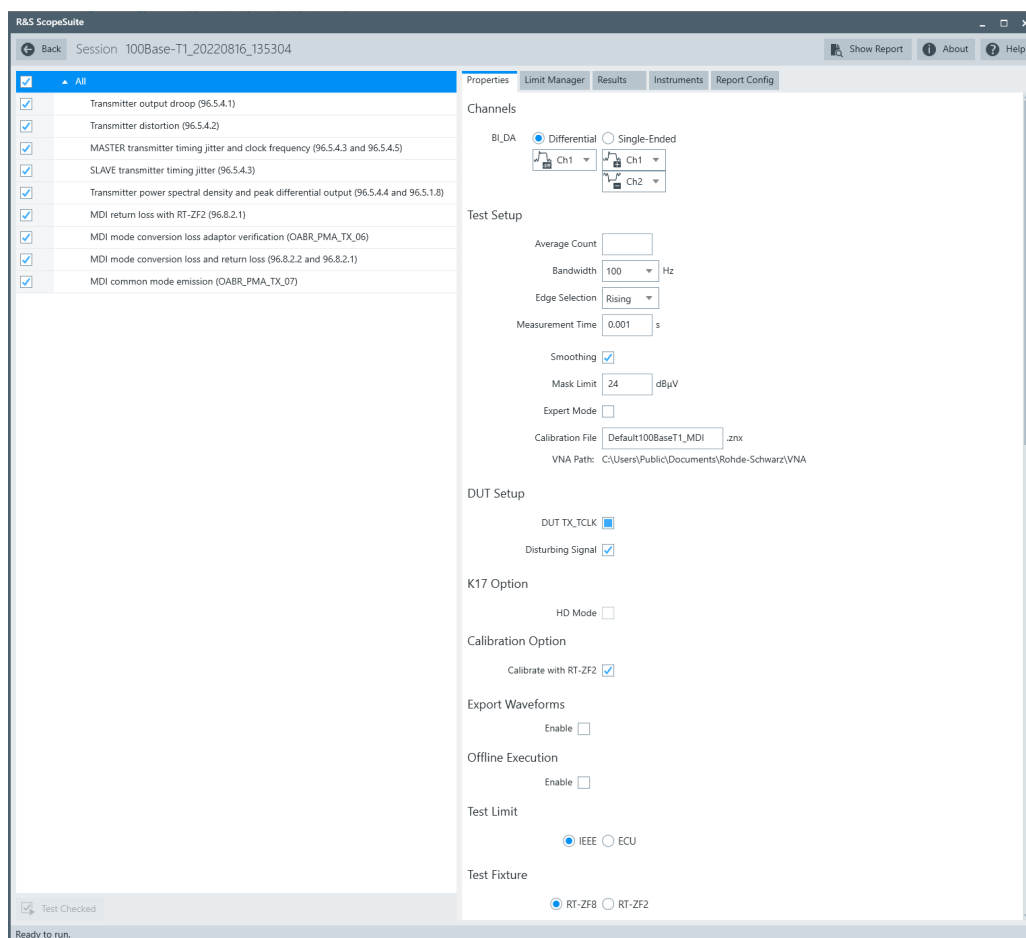 R&S ScopeSuite
Back Session 100Base-T1_20220816_135304 Show Report About Help
All
Transmitter output droop (96.5.4.1)
Transmitter distortion (96.5.4.2)
MASTER transmitter timing jitter and clock frequency (96.5.4.3 and 96.5.4.5)
SLAVE transmitter timing jitter (96.5.4.3)
Transmitter power spectral density and peak differential output (96.5.4.4 and 96.5.1.8)
MDI return loss with RT-ZF2 (96.8.2.1)
MDI mode conversion loss adaptor verification (OABR_PMA_TX_06)
MDI mode conversion loss and return loss (96.8.2.2 and 96.8.2.1)
MDI common mode emission (OABR_PMA_TX_07)
Test Checked
Properties Limit Manager Results Instruments Report Config
Channels
BI_DA Differential Single-Ended
Ch1 Ch1
Ch2
Test Setup
Average Count
Bandwidth 100 Hz
Edge Selection Rising
Measurement Time 0.001 s
Smoothing
Mask Limit 24 dBµV
Expert Mode
Calibration File Default100BaseT1_MDI .znx
VNA Path: C:\Users\Public\Documents\Rohde-Schwarz\VNA
DUT Setup
DUT TX_TCLK
Disturbing Signal
K17 Option
HD Mode
Calibration Option
Calibrate with RT-ZF2
Export Waveforms
Enable
Offline Execution
Enable
Test Limit
IEEE ECU
Test Fixture
RT-ZF8 RT-ZF2
Ready to run.